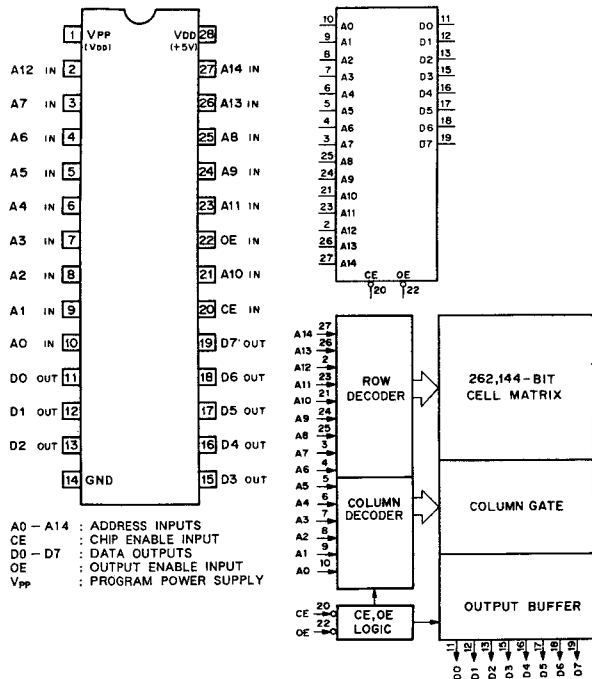 1 VPP (VDD) VDD (+5V) 28
A12 IN 2 27 A14 IN
A7 IN 3 26 A13 IN
A6 IN 4 25 A8 IN
A5 IN 5 24 A9 IN
A4 IN 6 23 A11 IN
A3 IN 7 22 OE IN
A2 IN 8 21 A10 IN
A1 IN 9 20 CE IN
A0 IN 10 19 D7 OUT
D0 OUT 11 18 D6 OUT
D1 OUT 12 17 D5 OUT
D2 OUT 13 16 D4 OUT
14 GND 15 D3 OUT
A0 – A14 : ADDRESS INPUTS
CE : CHIP ENABLE INPUT
D0 – D7 : DATA OUTPUTS
OE : OUTPUT ENABLE INPUT
VPP : PROGRAM POWER SUPPLY
10 A0 D0 11
9 A1 D1 12
8 A2 D2 13
7 A3 D3 15
6 A4 D4 16
5 A5 D5 17
4 A6 D6 18
3 A7 D7 19
25 A8
24 A9
21 A10
23 A11
2 A12
26 A13
27 A14
CE OE
20 22
A14 27
A13 26
A12 2
A11 23
A10 21
A9 24
A8 25
A7 3
A6 4
A5 5
A4 6
A3 7
A2 8
A1 9
A0 10
ROW DECODER
COLUMN DECODER
262,144-BIT
CELL MATRIX
COLUMN GATE
OUTPUT BUFFER
CE 20
OE 22
CE,OE
LOGIC
11 12 13 15 16 17 18 19
D0 D1 D2 D3 D4 D5 D6 D7